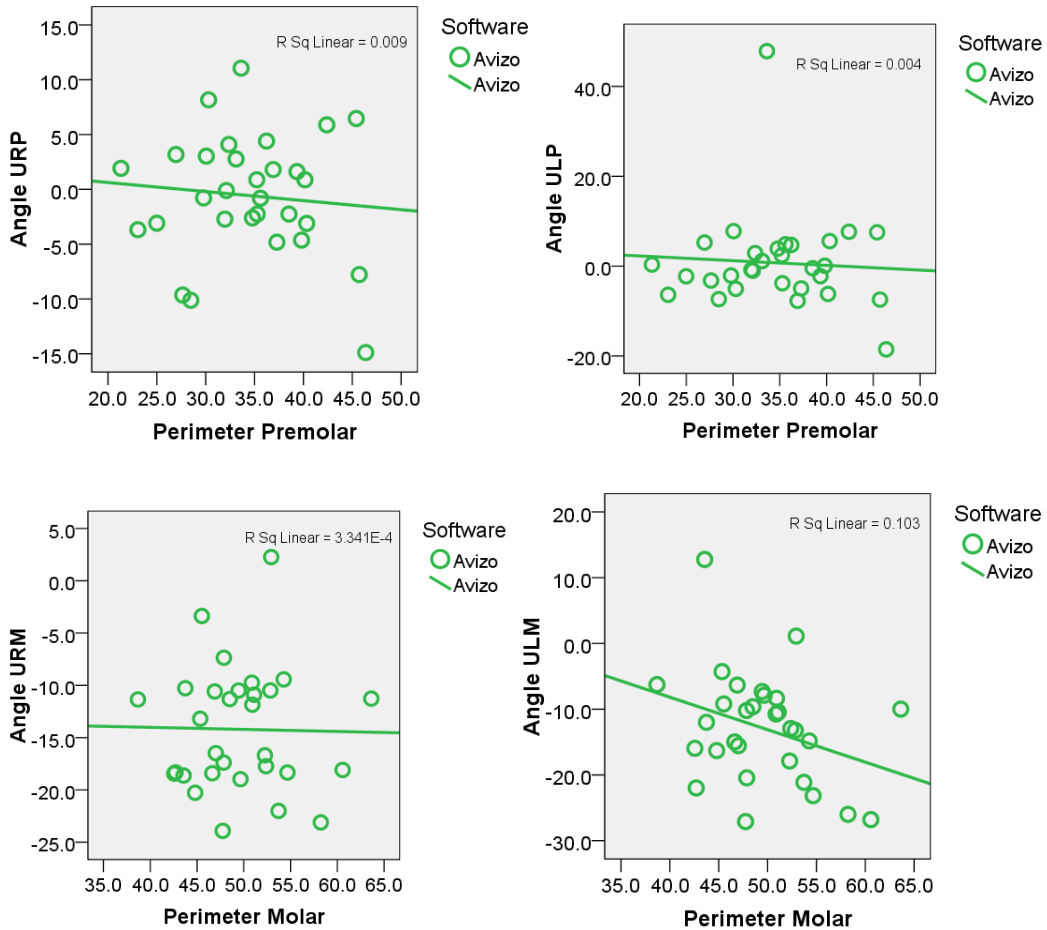 15.0
10.0
5.0
0.0
-5.0
-10.0
-15.0
Angle URP
R Sq Linear = 0.009
20.0 25.0 30.0 35.0 40.0 45.0 50.0
Perimeter Premolar
Software
Avizo
Avizo
40.0
20.0
0.0
-20.0
Angle ULP
R Sq Linear = 0.004
20.0 25.0 30.0 35.0 40.0 45.0 50.0
Perimeter Premolar
Software
Avizo
Avizo
5.0
0.0
-5.0
-10.0
-15.0
-20.0
-25.0
Angle URM
R Sq Linear = 3.341E-4
35.0 40.0 45.0 50.0 55.0 60.0 65.0
Perimeter Molar
Software
Avizo
Avizo
20.0
10.0
0.0
-10.0
-20.0
-30.0
Angle ULM
R Sq Linear = 0.103
35.0 40.0 45.0 50.0 55.0 60.0 65.0
Perimeter Molar
Software
Avizo
Avizo